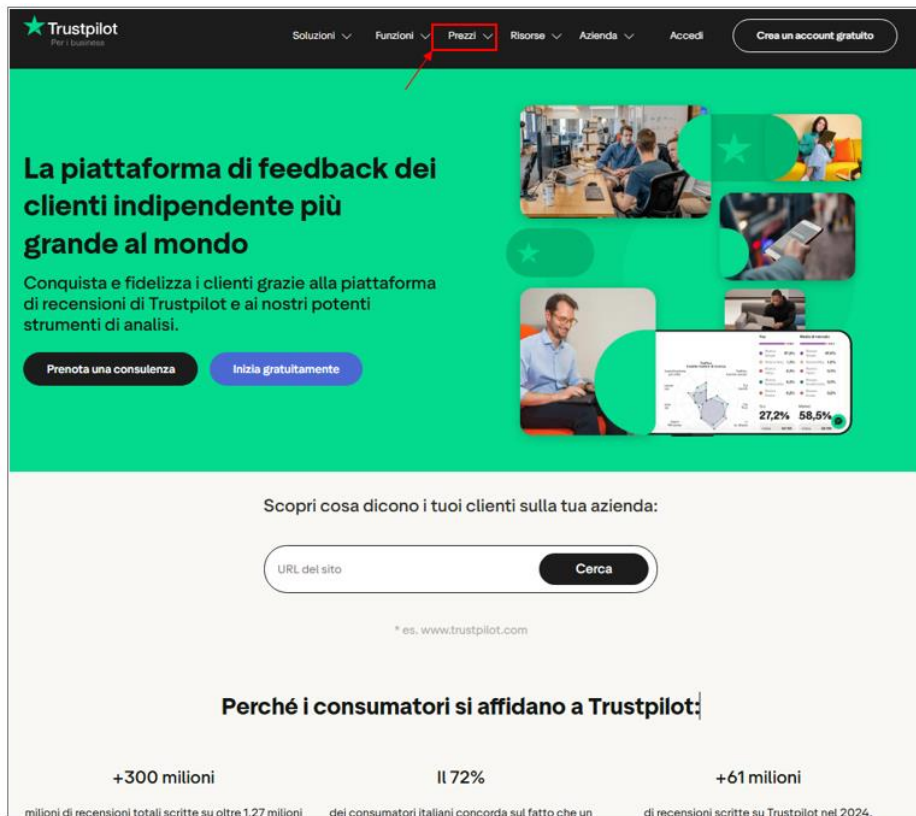 Trustpilot
Per i business
Soluzioni Funzioni Prezzi Risorse Azienda Accedi Crea un account gratuito
La piattaforma di feedback dei
clienti indipendente più
grande al mondo
Conquista e fidelizza i clienti grazie alla piattaforma
di recensioni di Trustpilot e ai nostri potenti
strumenti di analisi.
Prenota una consulenza Inizia gratuitamente
27,2% 58,5%
Scopri cosa dicono i tuoi clienti sulla tua azienda:
URL del sito Cerca
* es. www.trustpilot.com
Perché i consumatori si affidano a Trustpilot:
+300 milioni Il 72% +61 milioni
milioni di recensioni totali scritte su oltre 1,27 milioni dei consumatori italiani concorda sul fatto che un di recensioni scritte su Trustpilot nel 2024.